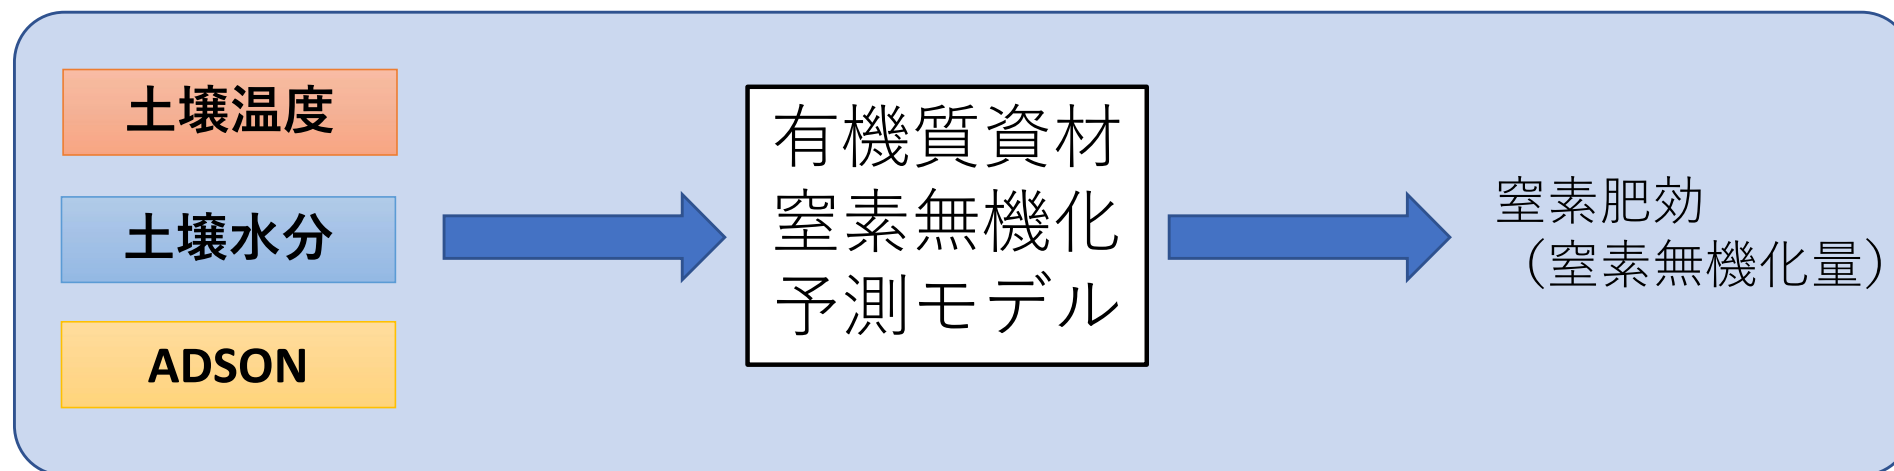 土壌温度
土壌水分
ADSON
有機質資材
窒素無機化
予測モデル
窒素肥効
（窒素無機化量）